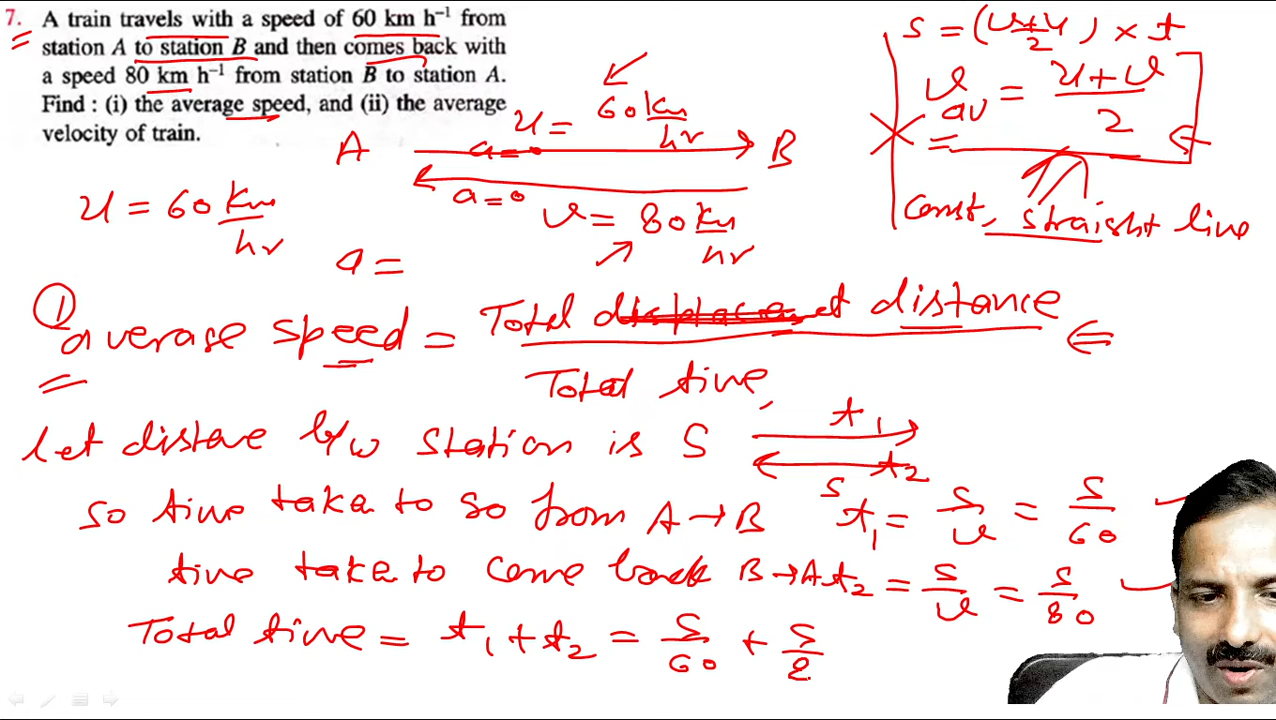 7. A train travels with a speed of 60 km h⁻¹ from
station A to station B and then comes back with
a speed 80 km h⁻¹ from station B to station A.
Find : (i) the average speed, and (ii) the average
velocity of train.
S = (v+u/2) × t
v av = u+v/2
const, straight line
A u = 60 km/hr B
a=0
a=0
v = 80 km/hr
u = 60 km/hr
a =
① average speed = Total distance / Total time,
Let distance b/w station is S
t₁
t₂
S
so time take to go from A→B t₁ = S/v = S/60
time take to come back B→A t₂ = S/v = S/80
Total time = t₁ + t₂ = S/60 + S/8